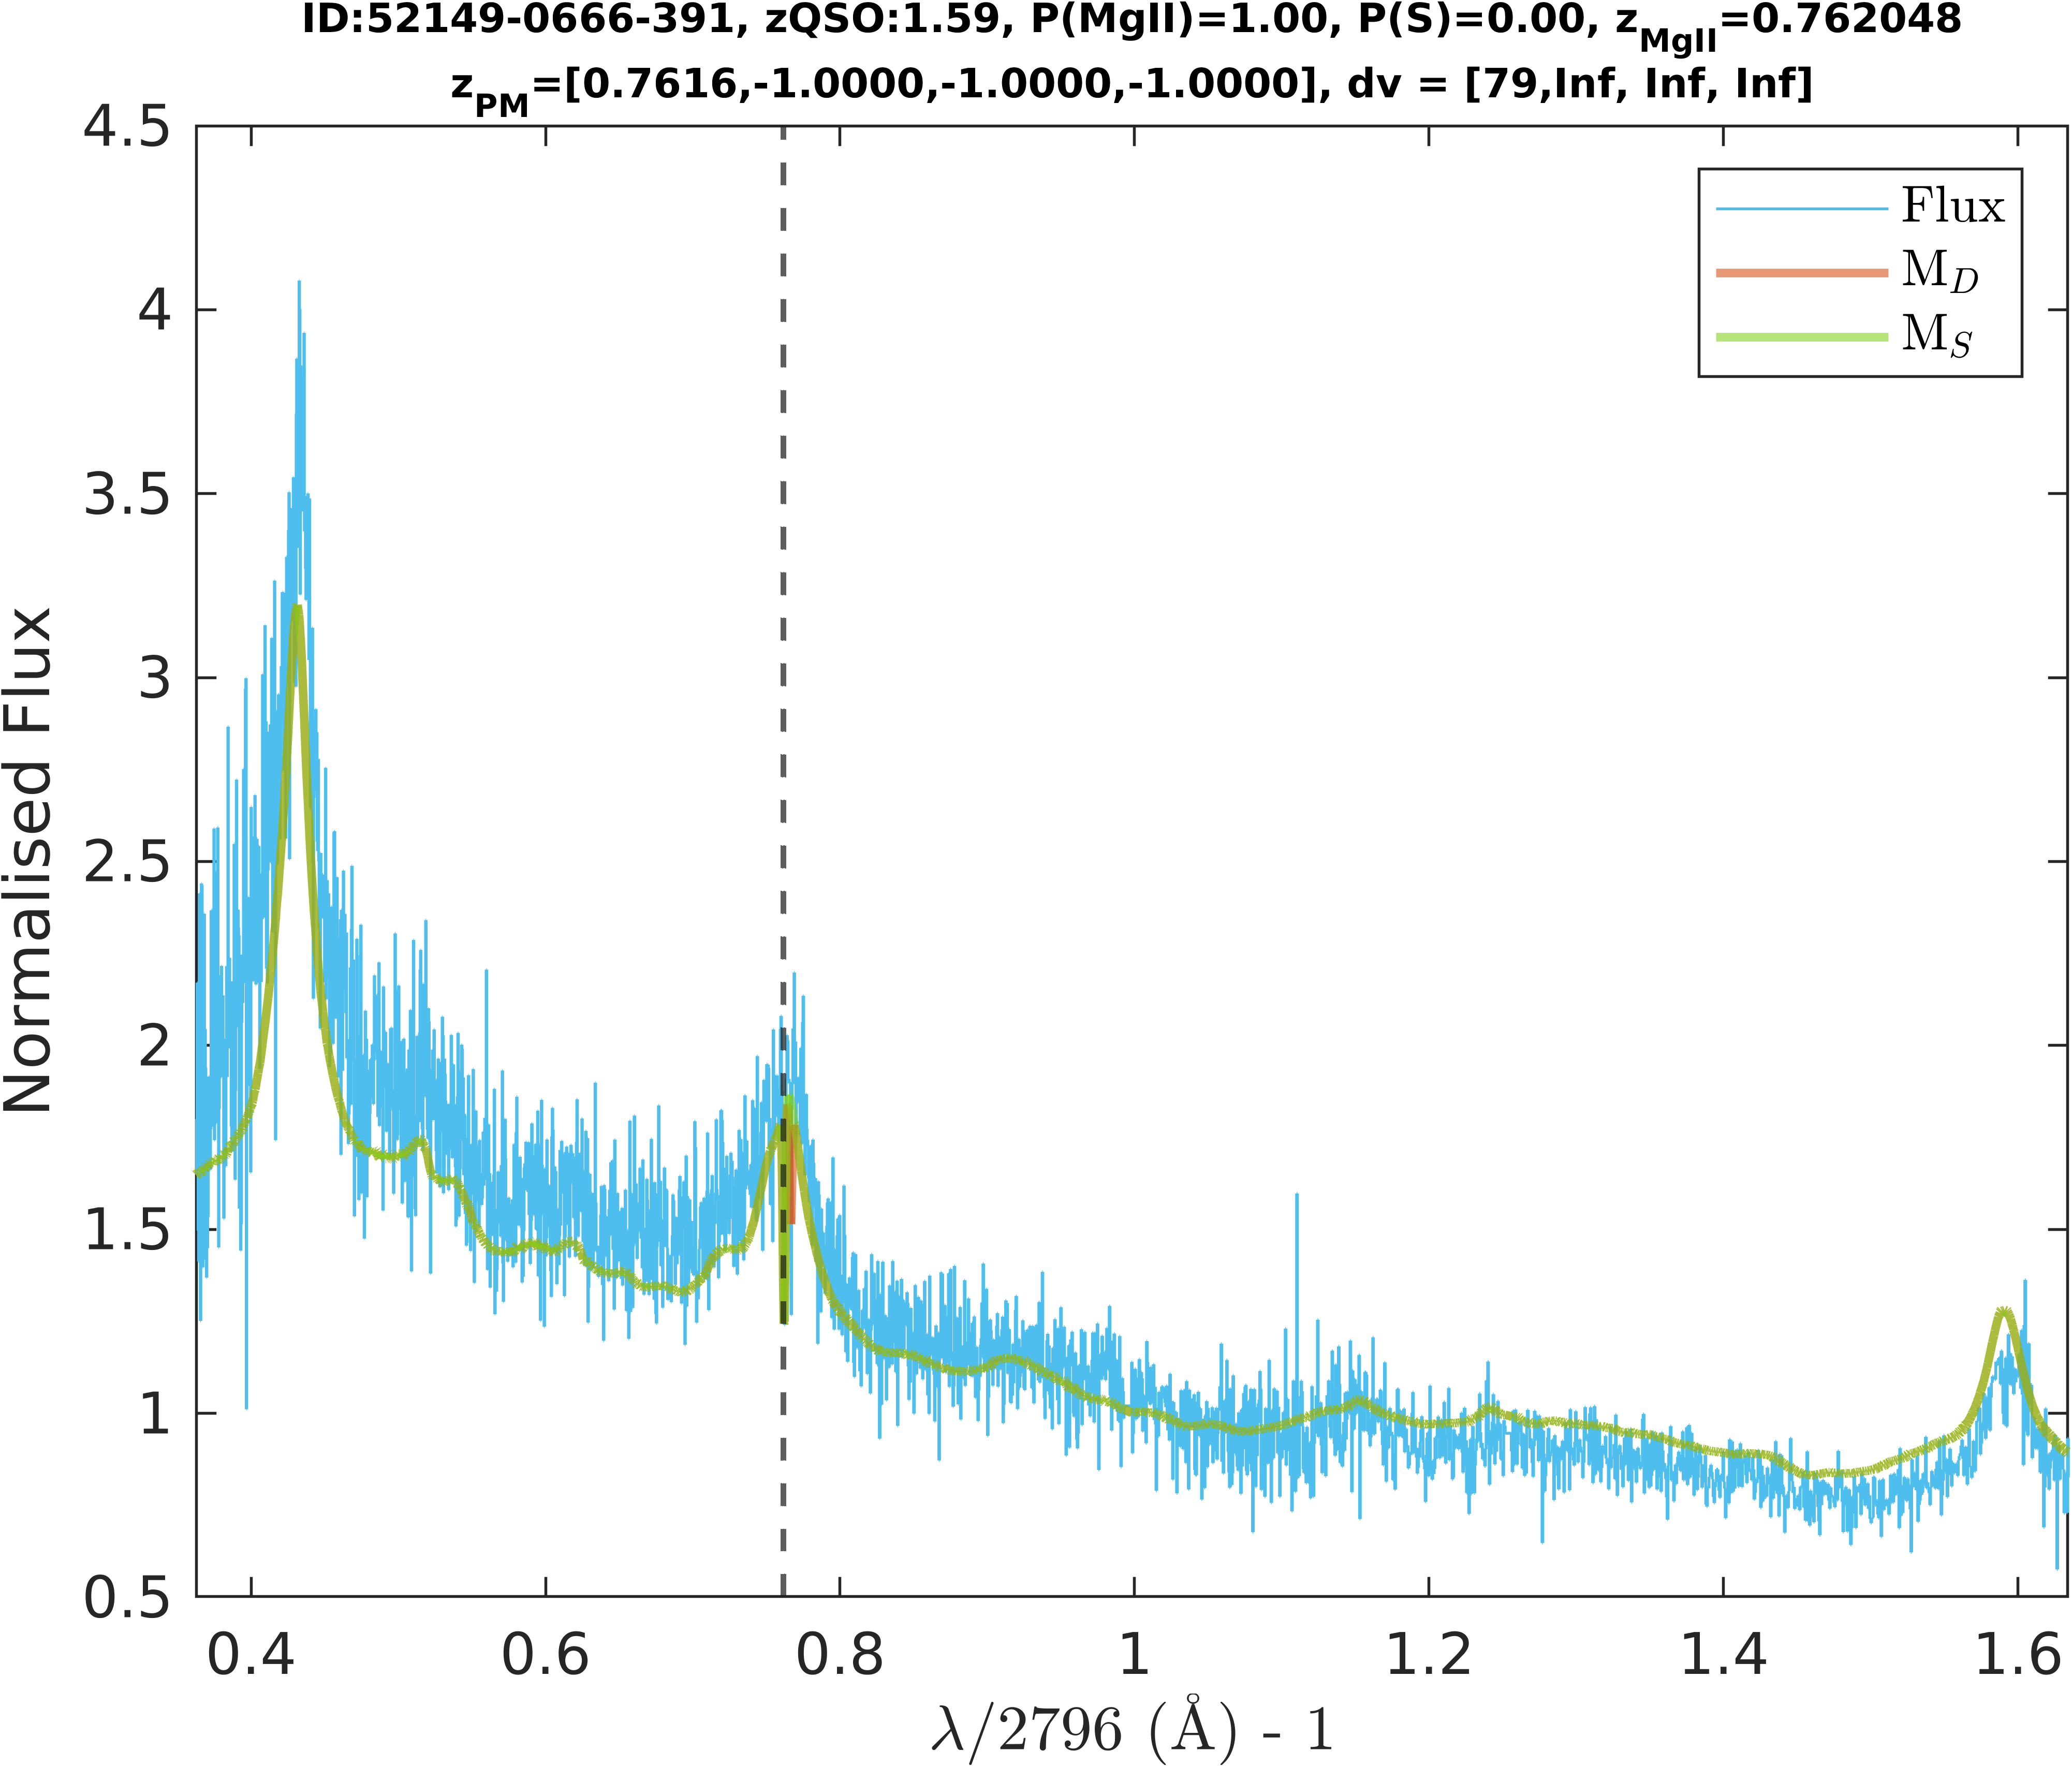 ID:52149-0666-391, zQSO:1.59, P(MgII)=1.00, P(S)=0.00, zMgII=0.762048
zPM=[0.7616,-1.0000,-1.0000,-1.0000], dv = [79,Inf, Inf, Inf]
4.5
4
3.5
3
2.5
2
1.5
1
0.5
Normalised Flux
Flux
MD
MS
0.4 0.6 0.8 1 1.2 1.4 1.6
λ/2796 (Å) - 1